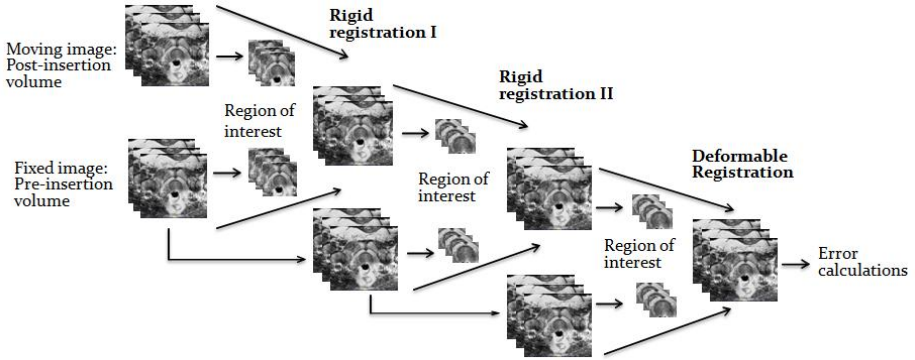 Rigid
registration I
Moving image:
Post-insertion
volume
Rigid
registration II
Region of
interest
Fixed image:
Pre-insertion
volume
Deformable
Registration
Region of
interest
Region of
interest
Error
calculations